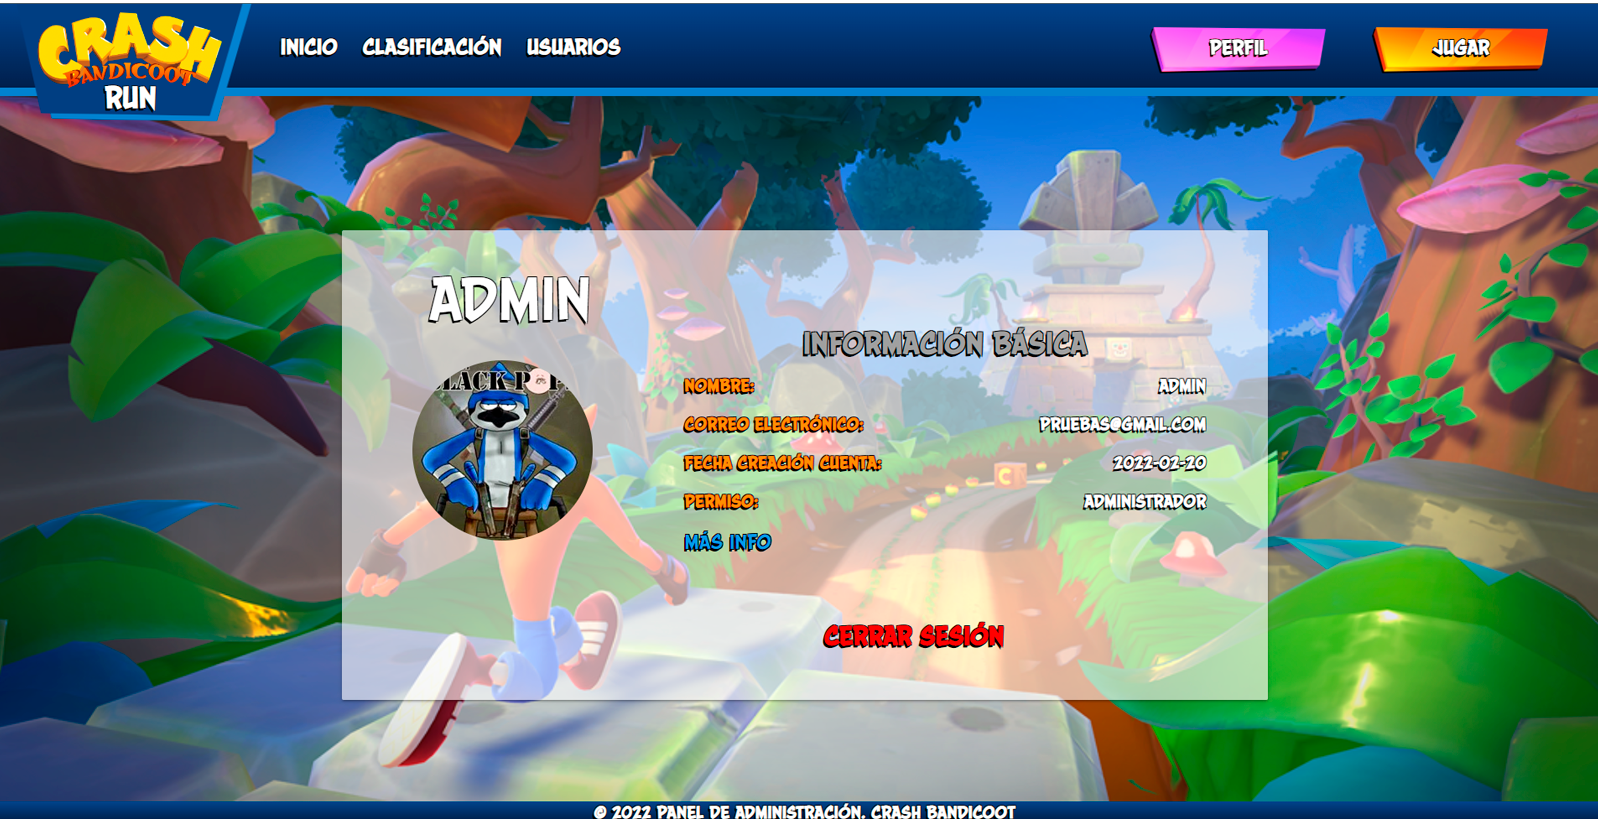 CRASH
BANDICOOT
RUN
INICIO CLASIFICACIÓN USUARIOS
PERFIL
JUGAR
ADMIN
INFORMACIÓN BÁSICA
NOMBRE: ADMIN
CORREO ELECTRÓNICO: PRUEBAS@GMAIL.COM
FECHA CREACIÓN CUENTA: 2022-02-20
PERMISO: ADMINISTRADOR
MÁS INFO
CERRAR SESIÓN
© 2022 PANEL DE ADMINISTRACIÓN. CRASH BANDICOOT